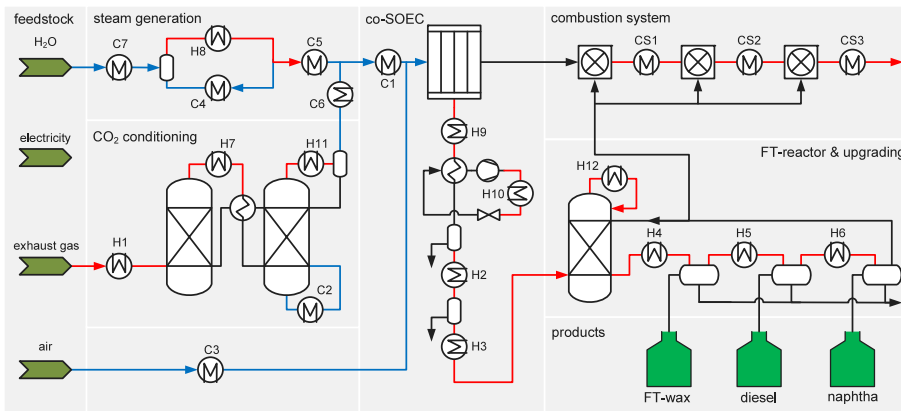 feedstock
steam generation
co-SOEC
combustion system
H₂O
C7
H8
C5
C4
C6
C1
CS1
CS2
CS3
electricity
CO₂ conditioning
H7
H11
H9
H10
FT-reactor & upgrading
H12
exhaust gas
H1
C2
H2
H4
H5
H6
air
C3
H3
products
FT-wax
diesel
naphtha